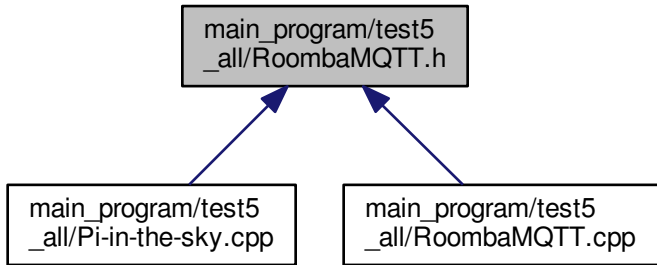 main_program/test5
_all/RoombaMQTT.h
main_program/test5
_all/Pi-in-the-sky.cpp
main_program/test5
_all/RoombaMQTT.cpp